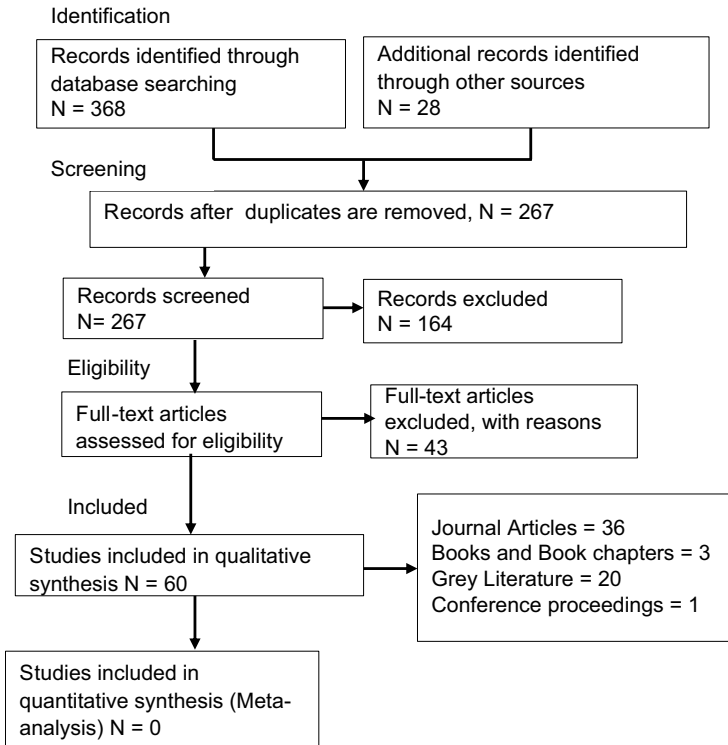 Identification
Records identified through
database searching
N = 368
Additional records identified
through other sources
N = 28
Screening
Records after duplicates are removed, N = 267
Records screened
N= 267
Records excluded
N = 164
Eligibility
Full-text articles
assessed for eligibility
Full-text articles
excluded, with reasons
N = 43
Included
Studies included in qualitative
synthesis N = 60
Journal Articles = 36
Books and Book chapters = 3
Grey Literature = 20
Conference proceedings = 1
Studies included in
quantitative synthesis (Meta-
analysis) N = 0